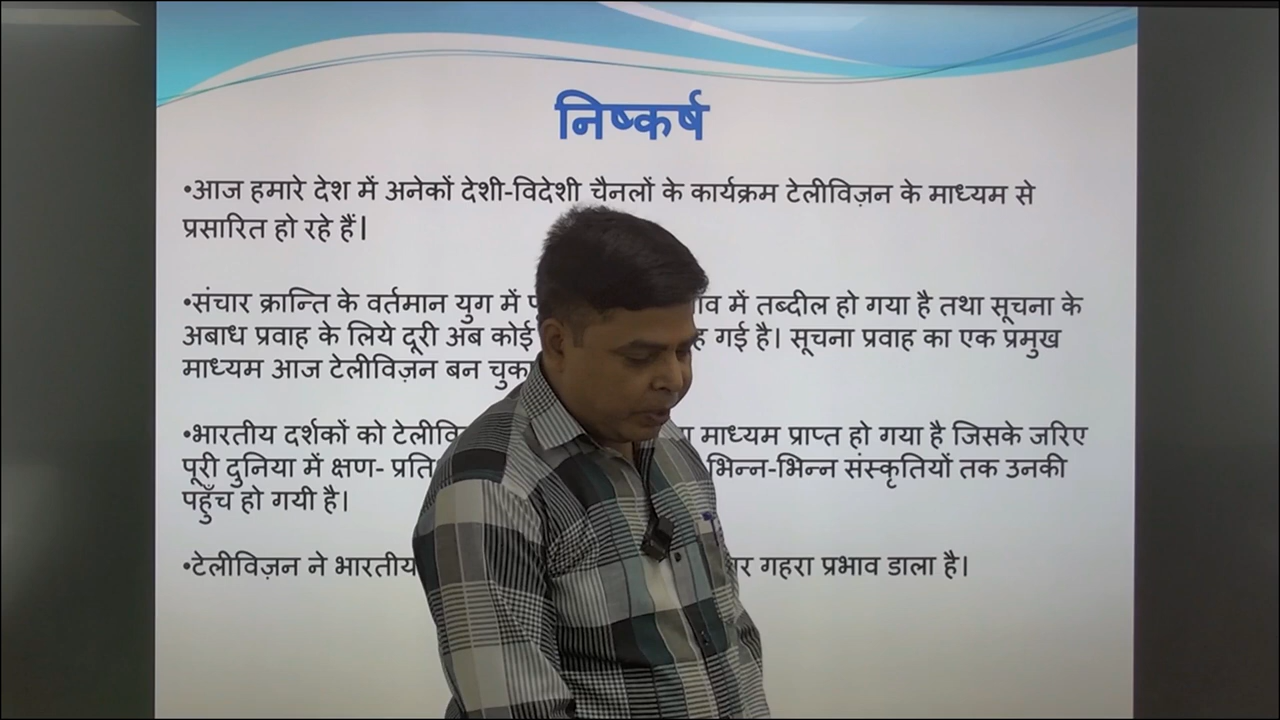 निष्कर्ष
•आज हमारे देश में अनेकों देशी-विदेशी चैनलों के कार्यक्रम टेलीविज़न के माध्यम से
प्रसारित हो रहे हैं|
•संचार क्रान्ति के वर्तमान युग में में तब्दील हो गया है तथा सूचना के
अबाध प्रवाह के लिये दूरी अब कोई गई है। सूचना प्रवाह का एक प्रमुख
माध्यम आज टेलीविज़न बन
•भारतीय दर्शकों को माध्यम प्राप्त हो गया है जिसके जरिए
पूरी दुनिया में क्षण- भिन्न-भिन्न संस्कृतियों तक उनकी
पहुँच हो गयी है।
•टेलीविज़न ने भारतीय गहरा प्रभाव डाला है।